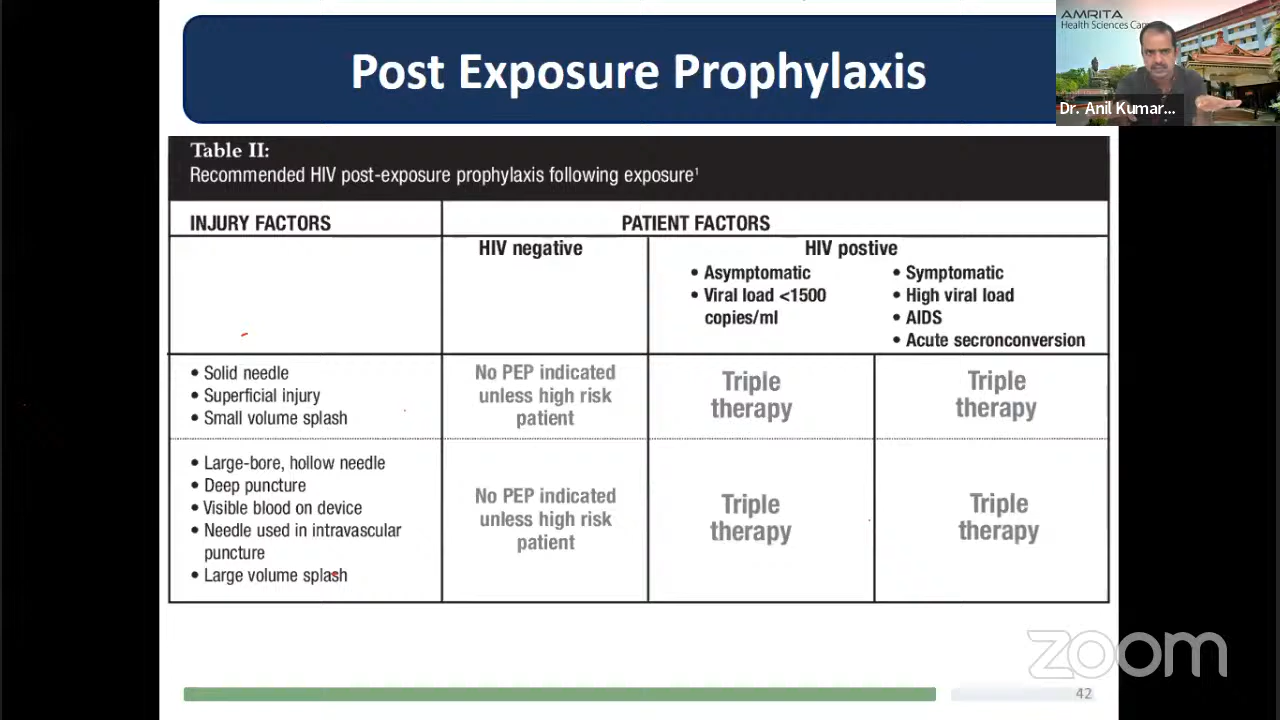 Post Exposure Prophylaxis
AMRITA
Health Sciences Cam
Dr. Anil Kumar...
Table II:
Recommended HIV post-exposure prophylaxis following exposure¹
INJURY FACTORS
PATIENT FACTORS
HIV negative
HIV postive
• Asymptomatic
• Viral load <1500
copies/ml
• Symptomatic
• High viral load
• AIDS
• Acute secronconversion
• Solid needle
• Superficial injury
• Small volume splash
No PEP indicated
unless high risk
patient
Triple
therapy
Triple
therapy
• Large-bore, hollow needle
• Deep puncture
• Visible blood on device
• Needle used in intravascular
puncture
• Large volume splash
No PEP indicated
unless high risk
patient
Triple
therapy
Triple
therapy
zoom
42